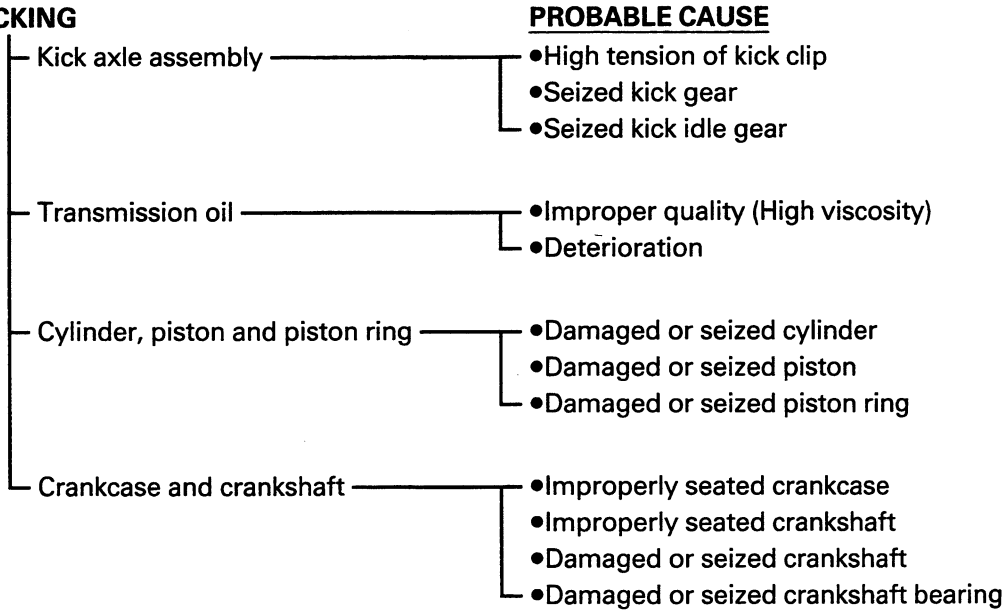 CKING PROBABLE CAUSE
Kick axle assembly •High tension of kick clip
•Seized kick gear
•Seized kick idle gear
Transmission oil •Improper quality (High viscosity)
•Deterioration
Cylinder, piston and piston ring •Damaged or seized cylinder
•Damaged or seized piston
•Damaged or seized piston ring
Crankcase and crankshaft •Improperly seated crankcase
•Improperly seated crankshaft
•Damaged or seized crankshaft
•Damaged or seized crankshaft bearing